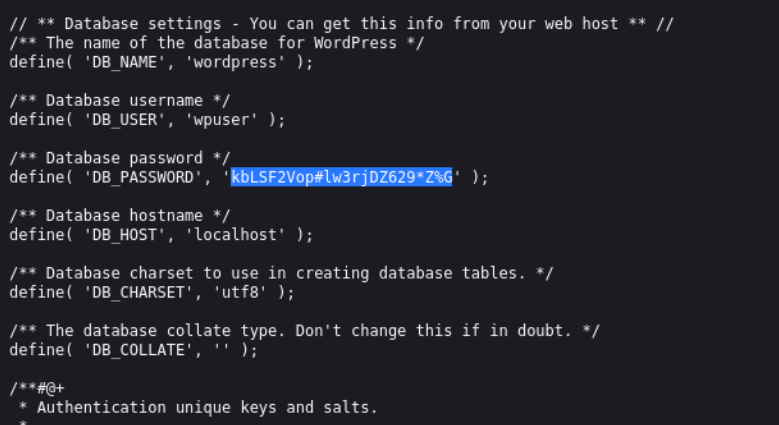 // ** Database settings - You can get this info from your web host ** //
/** The name of the database for WordPress */
define( 'DB_NAME', 'wordpress' );
/** Database username */
define( 'DB_USER', 'wpuser' );
/** Database password */
define( 'DB_PASSWORD', 'kbLSF2Vop#lw3rjDZ629*Z%G' );
/** Database hostname */
define( 'DB_HOST', 'localhost' );
/** Database charset to use in creating database tables. */
define( 'DB_CHARSET', 'utf8' );
/** The database collate type. Don't change this if in doubt. */
define( 'DB_COLLATE', '' );
/**#@+
* Authentication unique keys and salts.
*